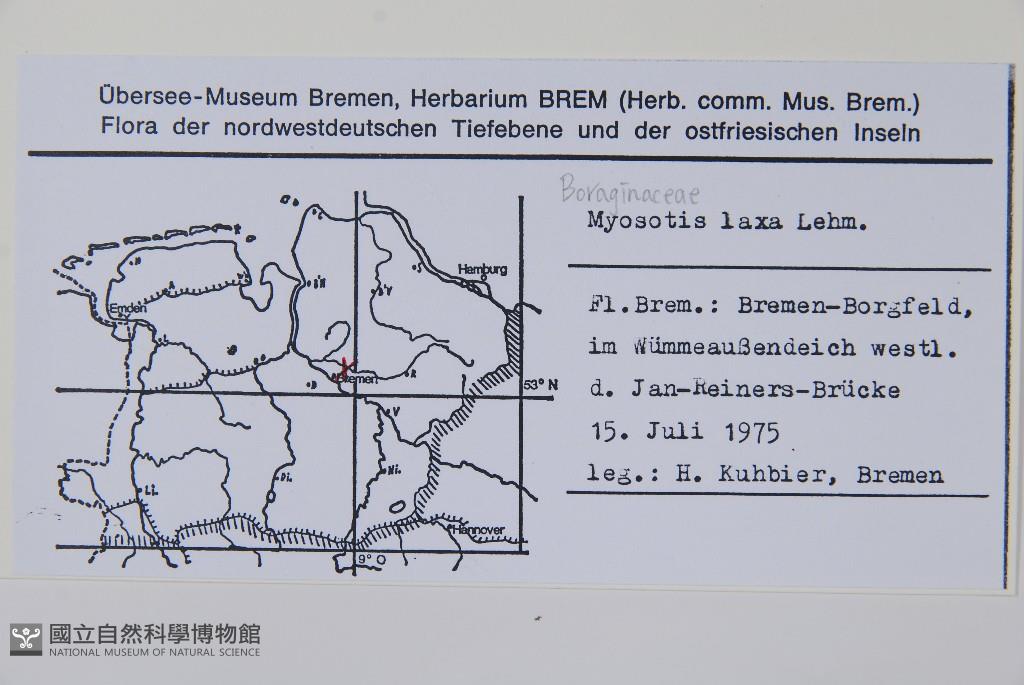 Übersee-Museum Bremen, Herbarium BREM (Herb. comm. Mus. Brem.)
Flora der nordwestdeutschen Tiefebene und der ostfriesischen Inseln
Boraginaceae
Myosotis laxa Lehm.
Fl.Brem.: Bremen-Borgfeld,
im Wümmeaußendeich westl.
d. Jan-Reiners-Brücke
15. Juli 1975
leg.: H. Kuhbier, Bremen
Hamburg
Emden
Bremen
53° N
V
Ni.
Di.
Li.
Hannover
9° O
國立自然科學博物館
NATIONAL MUSEUM OF NATURAL SCIENCE